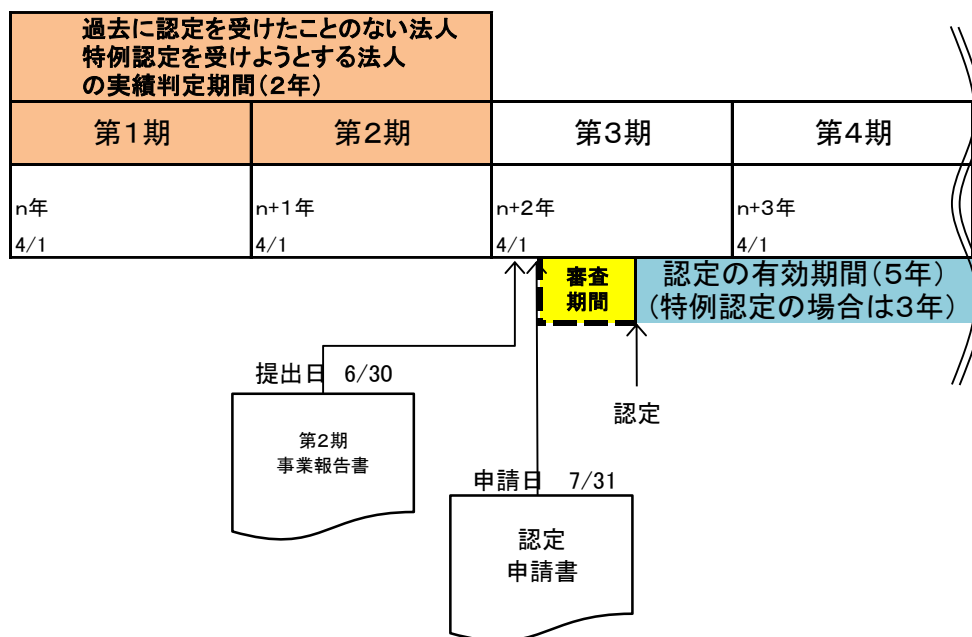 過去に認定を受けたことのない法人
特例認定を受けようとする法人
の実績判定期間(2年)
第1期
第2期
第3期
第4期
n年
4/1
n+1年
4/1
n+2年
4/1
n+3年
4/1
審査
期間
認定の有効期間(5年)
(特例認定の場合は3年)
提出日 6/30
認定
第2期
事業報告書
申請日 7/31
認定
申請書